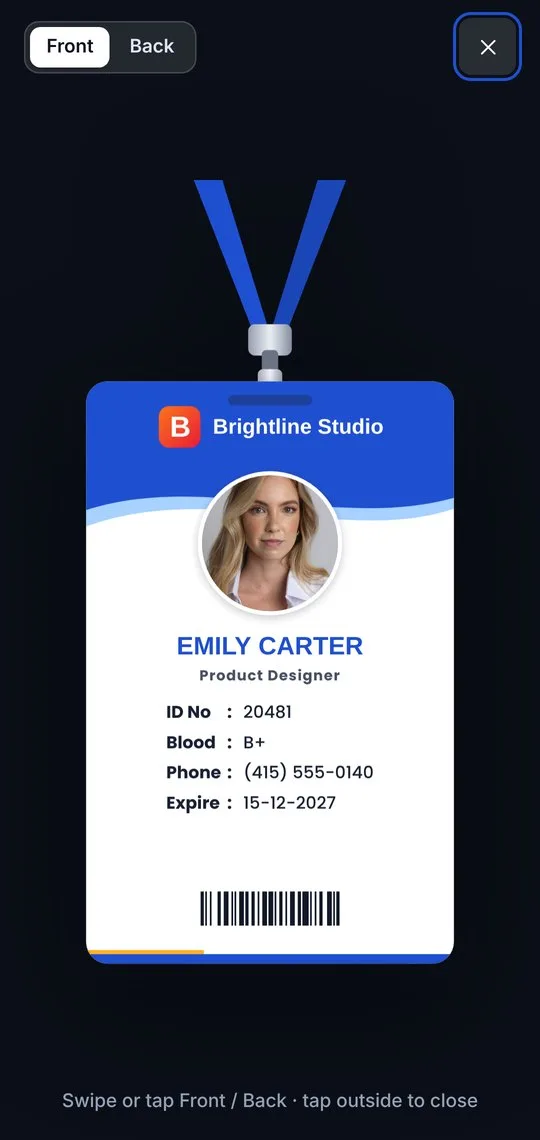 Front Back
B Brightline Studio
EMILY CARTER
Product Designer
ID No : 20481
Blood : B+
Phone : (415) 555-0140
Expire : 15-12-2027
Swipe or tap Front / Back · tap outside to close